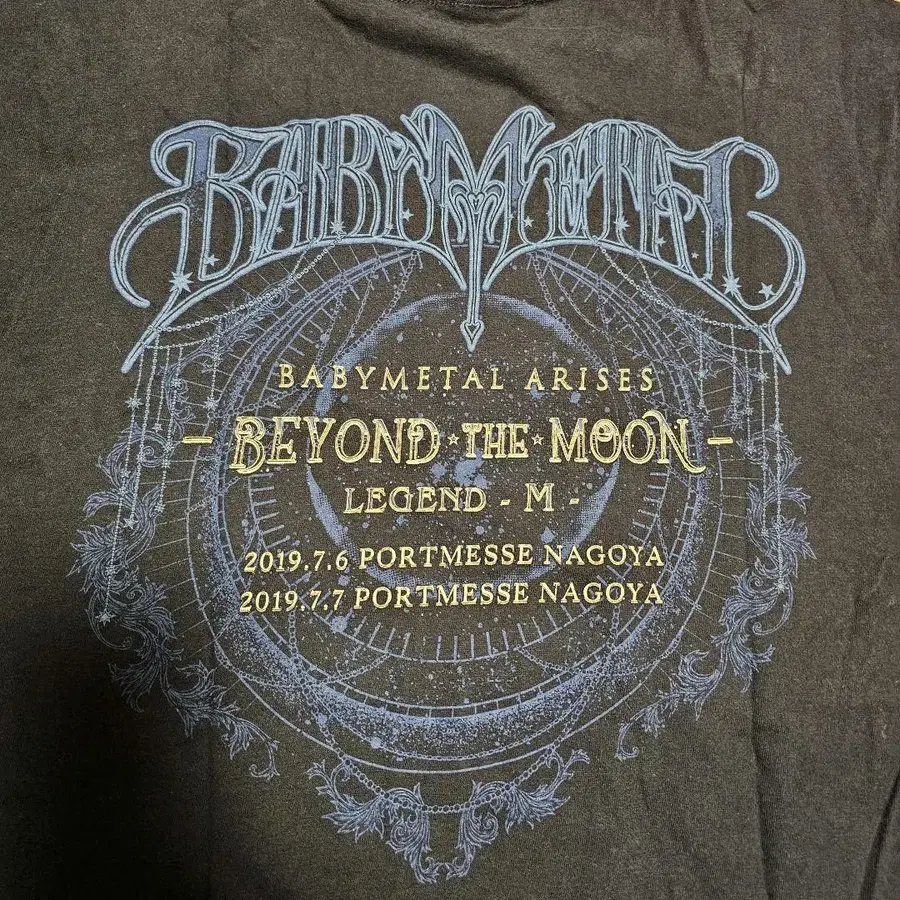 BABYMETAL
BABYMETAL ARISES
- BEYOND ★ THE ★ MOON -
LEGEND - M -
2019.7.6 PORTMESSE NAGOYA
2019.7.7 PORTMESSE NAGOYA